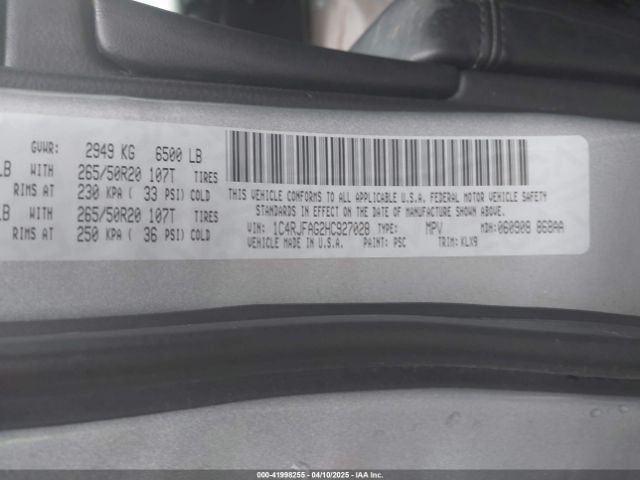 GVWR: 2949 KG 6500 LB
LB WITH 265/50R20 107T TIRES
RIMS AT 230 KPA ( 33 PSI) COLD
LB WITH 265/50R20 107T TIRES
RIMS AT 250 KPA ( 36 PSI) COLD
THIS VEHICLE CONFORMS TO ALL APPLICABLE U.S.A. FEDERAL MOTOR VEHICLE SAFETY
STANDARDS IN EFFECT ON THE DATE OF MANUFACTURE SHOWN ABOVE.
VIN: 1C4RJFAG2HC927028 TYPE: MPV MDH: 060908 868AA
VEHICLE MADE IN U.S.A. PAINT: PSC TRIM: KLX9
000-41998255 - 04/10/2025 - IAAI.com